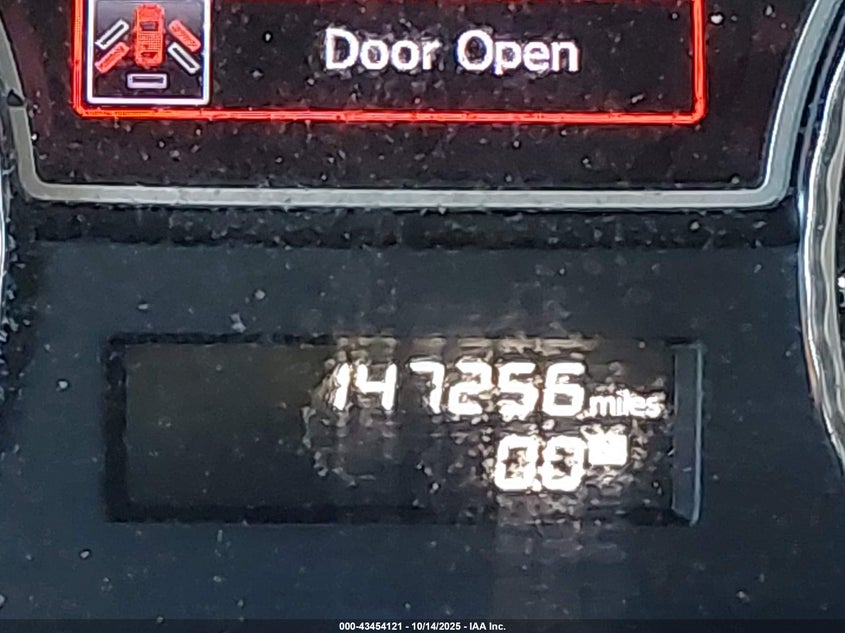 Door Open
147256 miles
0.0
000-43454121 - 10/14/2025 - IAA Inc.